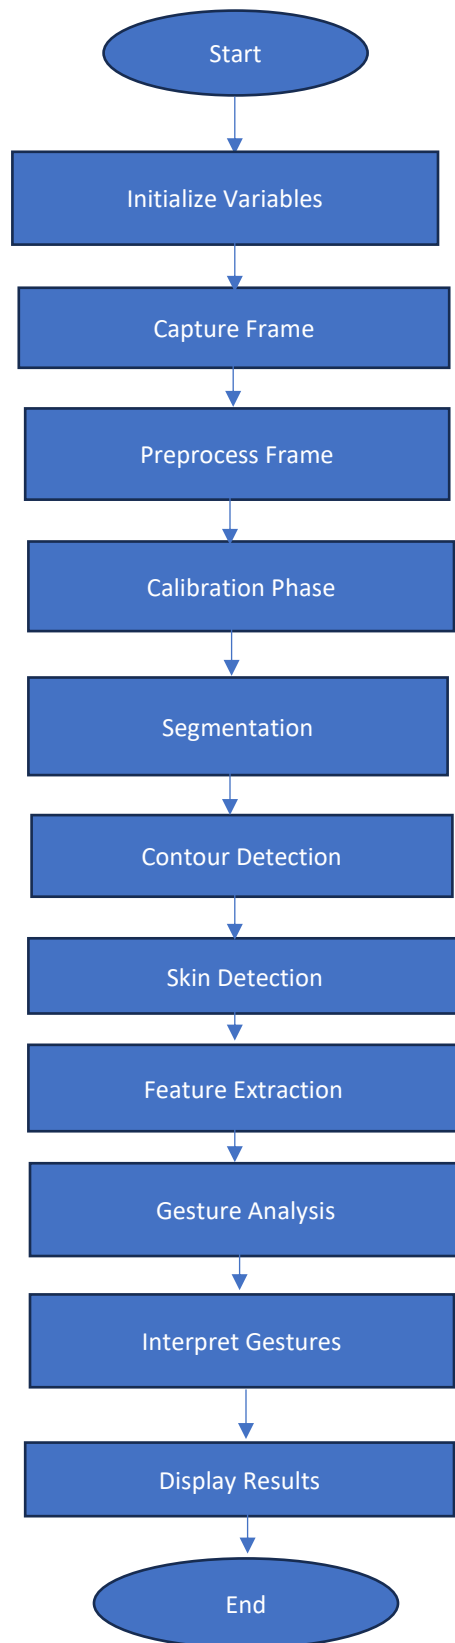 Start
Initialize Variables
Capture Frame
Preprocess Frame
Calibration Phase
Segmentation
Contour Detection
Skin Detection
Feature Extraction
Gesture Analysis
Interpret Gestures
Display Results
End